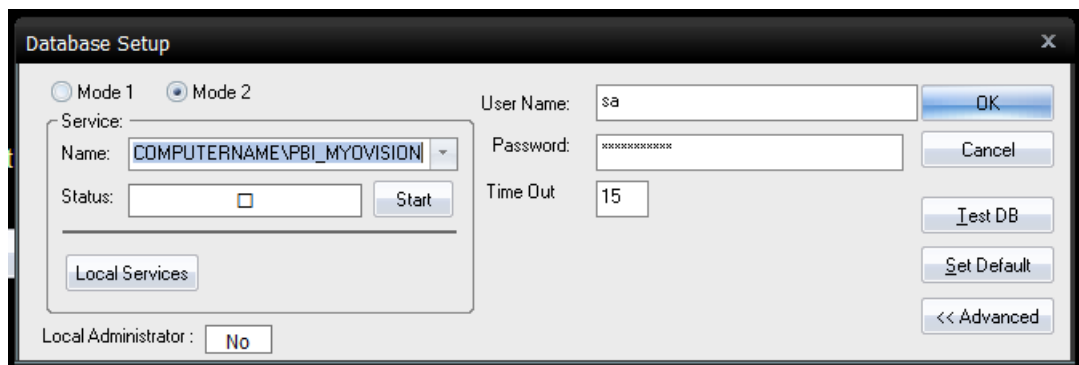 Database Setup x
Mode 1 Mode 2
Service:
Name: COMPUTERNAME\PBI_MYOVISION
Status: Start
Local Services
Local Administrator : No
User Name: sa
Password: xxxxxxxxxxx
Time Out 15
OK
Cancel
Test DB
Set Default
<< Advanced